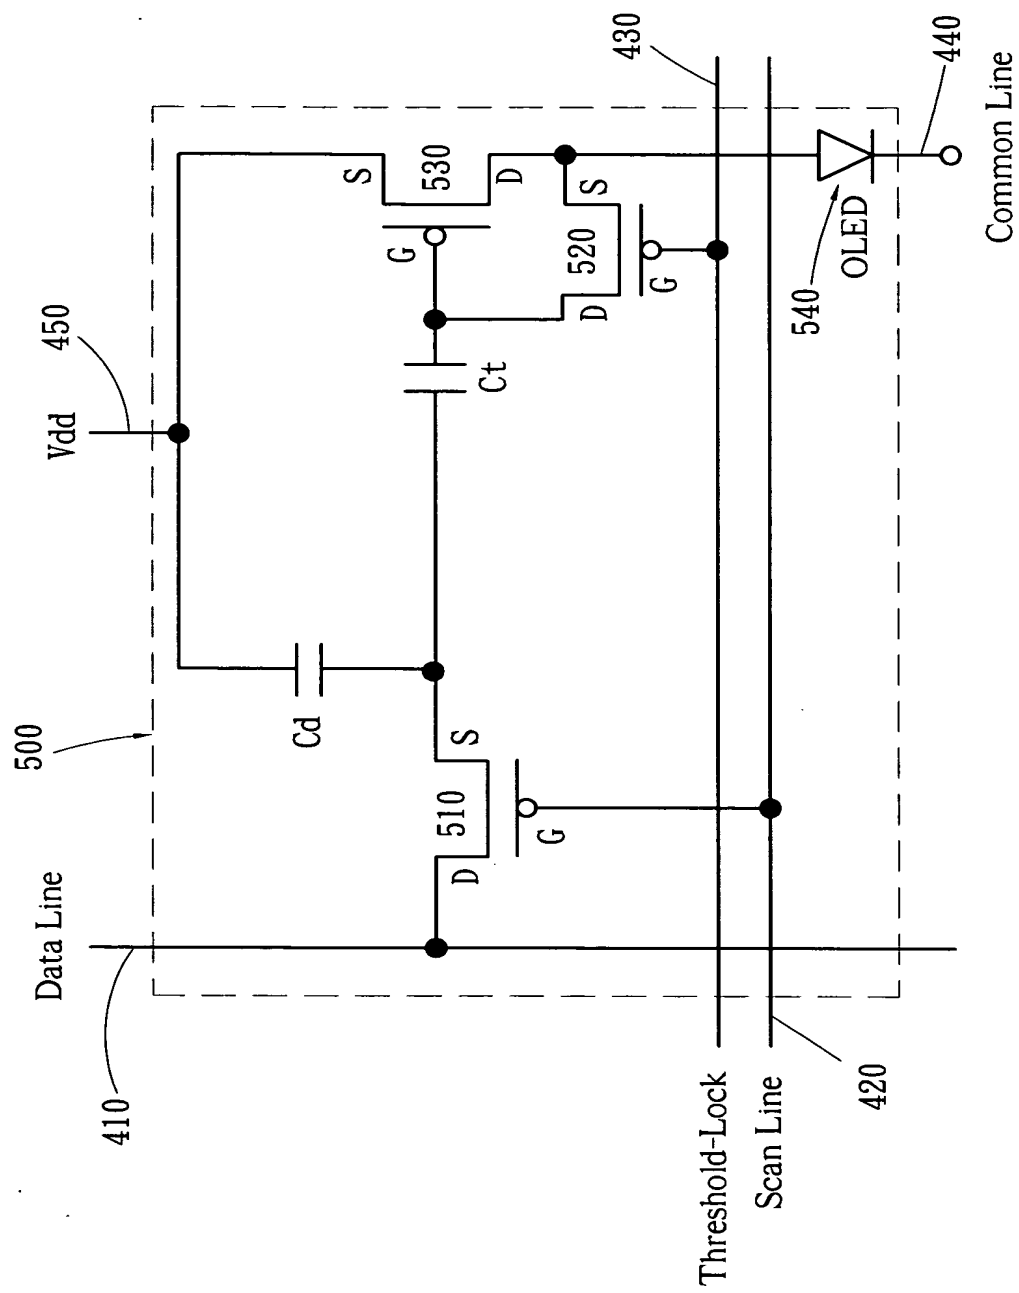 Data Line
410
500
Vdd
450
430
440
Common Line
S
530
D
G
S
520
D
G
Ct
Cd
S
510
D
G
540
OLED
Threshold-Lock
Scan Line
420